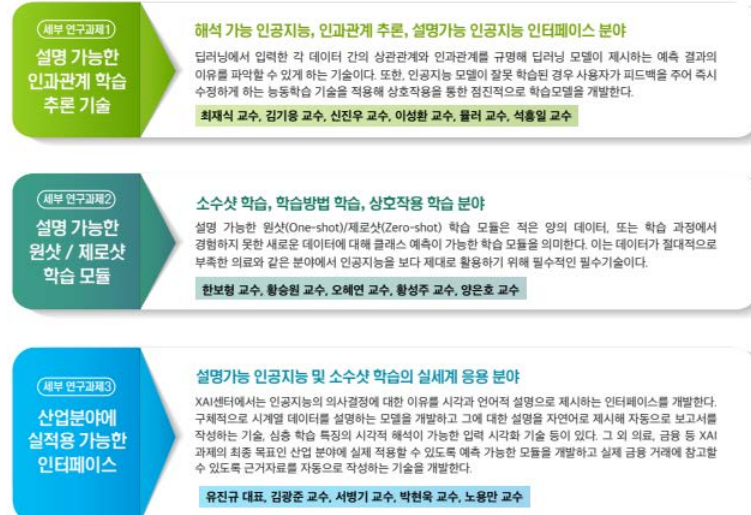 세부 연구과제1)
설명 가능한
인과관계 학습
추론 기술
해석 가능 인공지능, 인과관계 추론, 설명가능 인공지능 인터페이스 분야
딥러닝에서 입력한 각 데이터 간의 상관관계와 인과관계를 규명해 딥러닝 모델이 제시하는 예측 결과의
이유를 파악할 수 있게 하는 기술이다. 또한, 인공지능 모델이 잘못 학습된 경우 사용자가 피드백을 주어 즉시
수정하게 하는 능동학습 기술을 적용해 상호작용을 통한 점진적으로 학습모델을 개발한다.
최재식 교수, 김기응 교수, 신진우 교수, 이성환 교수, 뮬러 교수, 석흥일 교수
세부 연구과제2)
설명 가능한
원샷 / 제로샷
학습 모듈
소수샷 학습, 학습방법 학습, 상호작용 학습 분야
설명 가능한 원샷(One-shot)/제로샷(Zero-shot) 학습 모듈은 적은 양의 데이터, 또는 학습 과정에서
경험하지 못한 새로운 데이터에 대해 클래스 예측이 가능한 학습 모듈을 의미한다. 이는 데이터가 절대적으로
부족한 의료와 같은 분야에서 인공지능을 보다 제대로 활용하기 위해 필수적인 필수기술이다.
한보형 교수, 황승원 교수, 오혜연 교수, 황성주 교수, 양은호 교수
세부 연구과제3)
산업분야에
실적용 가능한
인터페이스
설명가능 인공지능 및 소수샷 학습의 실세계 응용 분야
XAI센터에서는 인공지능의 의사결정에 대한 이유를 시각과 언어적 설명으로 제시하는 인터페이스를 개발한다.
구체적으로 시계열 데이터를 설명하는 모델을 개발하고 그에 대한 설명을 자연어로 제시해 자동으로 보고서를
작성하는 기술, 심층 학습 특징의 시각적 해석이 가능한 입력 시각화 기술 등이 있다. 그 외 의료, 금융 등 XAI
과제의 최종 목표인 산업 분야에 실제 적용할 수 있도록 예측 가능한 모듈을 개발하고 실제 금융 거래에 참고할
수 있도록 근거자료를 자동으로 작성하는 기술을 개발한다.
유진규 대표, 김광준 교수, 서병기 교수, 박현욱 교수, 노용만 교수